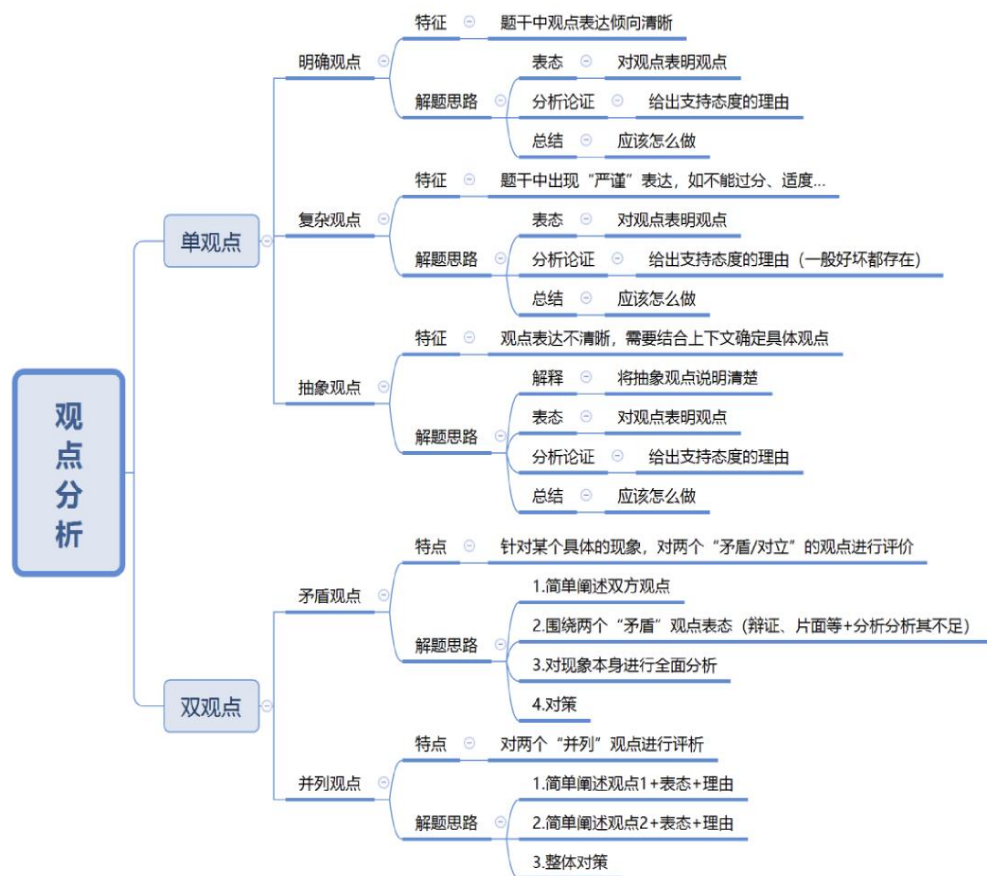 观点分析
单观点
明确观点
特征
题干中观点表达倾向清晰
解题思路
表态
对观点表明观点
分析论证
给出支持态度的理由
总结
应该怎么做
复杂观点
特征
题干中出现“严谨”表达，如不能过分、适度...
解题思路
表态
对观点表明观点
分析论证
给出支持态度的理由（一般好坏都存在）
总结
应该怎么做
抽象观点
特征
观点表达不清晰，需要结合上下文确定具体观点
解题思路
解释
将抽象观点说明清楚
表态
对观点表明观点
分析论证
给出支持态度的理由
总结
应该怎么做
双观点
矛盾观点
特点
针对某个具体的现象，对两个“矛盾/对立”的观点进行评价
解题思路
1.简单阐述双方观点
2.围绕两个“矛盾”观点表态（辩证、片面等+分析分析其不足）
3.对现象本身进行全面分析
4.对策
并列观点
特点
对两个“并列”观点进行评析
解题思路
1.简单阐述观点1+表态+理由
2.简单阐述观点2+表态+理由
3.整体对策